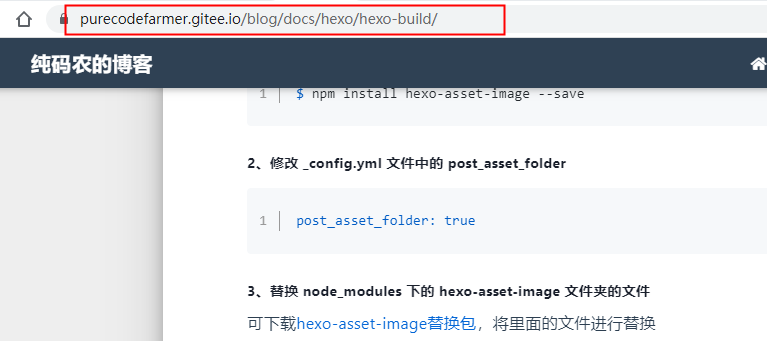 purecodefarmer.gitee.io/blog/docs/hexo/hexo-build/
纯码农的博客
1 $ npm install hexo-asset-image --save
2、修改 _config.yml 文件中的 post_asset_folder
1 post_asset_folder: true
3、替换 node_modules 下的 hexo-asset-image 文件夹的文件
可下载hexo-asset-image替换包，将里面的文件进行替换